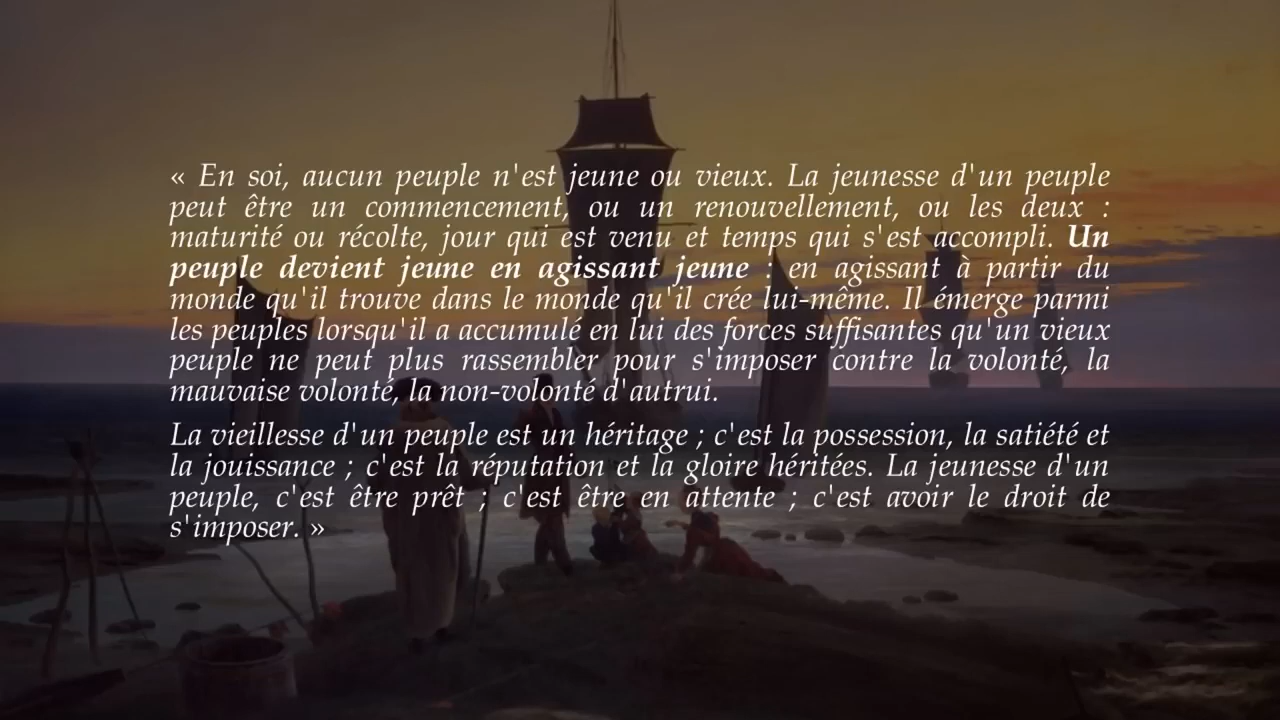 « En soi, aucun peuple n'est jeune ou vieux. La jeunesse d'un peuple
peut être un commencement, ou un renouvellement, ou les deux :
maturité ou récolte, jour qui est venu et temps qui s'est accompli. Un
peuple devient jeune en agissant jeune : en agissant à partir du
monde qu'il trouve dans le monde qu'il crée lui-même. Il émerge parmi
les peuples lorsqu'il a accumulé en lui des forces suffisantes qu'un vieux
peuple ne peut plus rassembler pour s'imposer contre la volonté, la
mauvaise volonté, la non-volonté d'autrui.
La vieillesse d'un peuple est un héritage ; c'est la possession, la satiété et
la jouissance ; c'est la réputation et la gloire héritées. La jeunesse d'un
peuple, c'est être prêt ; c'est être en attente ; c'est avoir le droit de
s'imposer. »